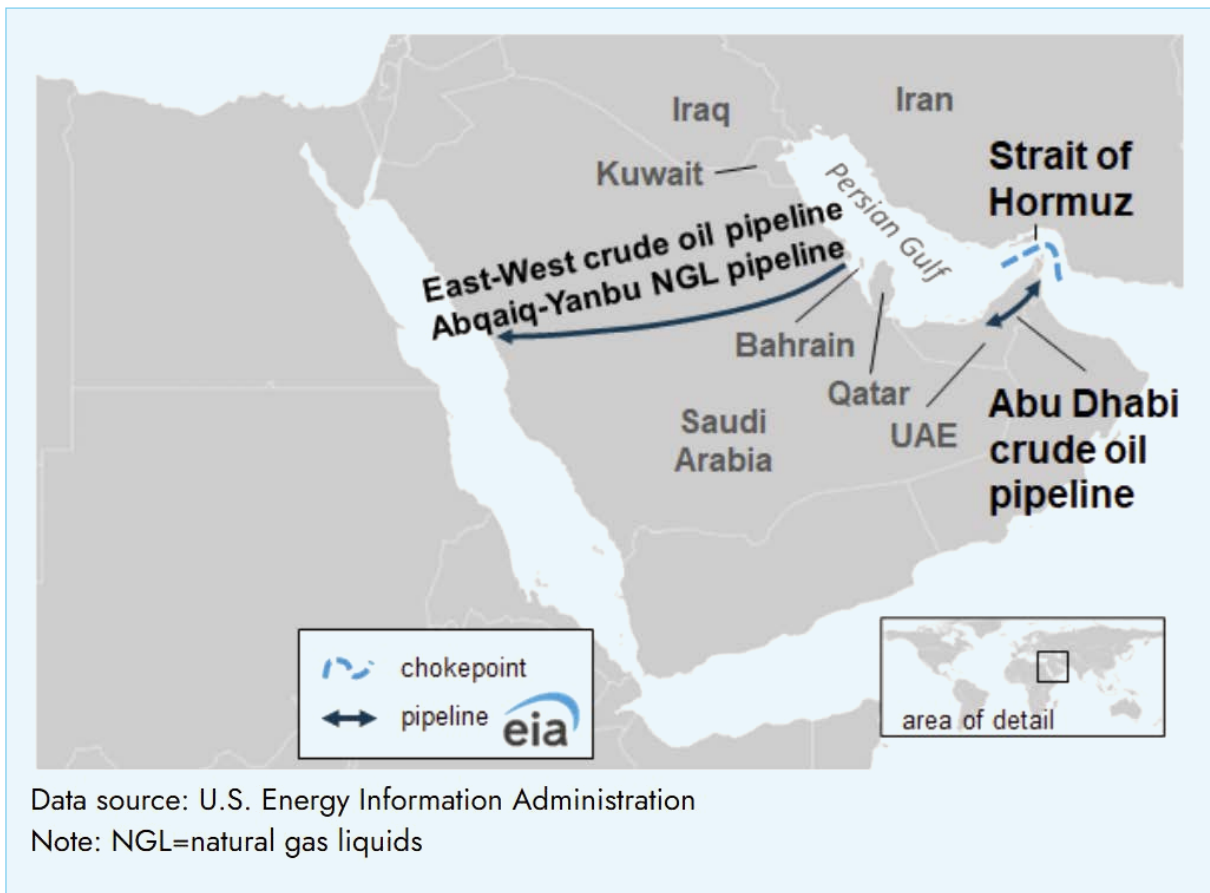 Iraq
Iran
Kuwait
Strait of
Hormuz
Persian Gulf
East-West crude oil pipeline
Abqaiq-Yanbu NGL pipeline
Bahrain
Qatar
UAE
Saudi
Arabia
Abu Dhabi
crude oil
pipeline
chokepoint
pipeline
eia
area of detail
Data source: U.S. Energy Information Administration
Note: NGL=natural gas liquids